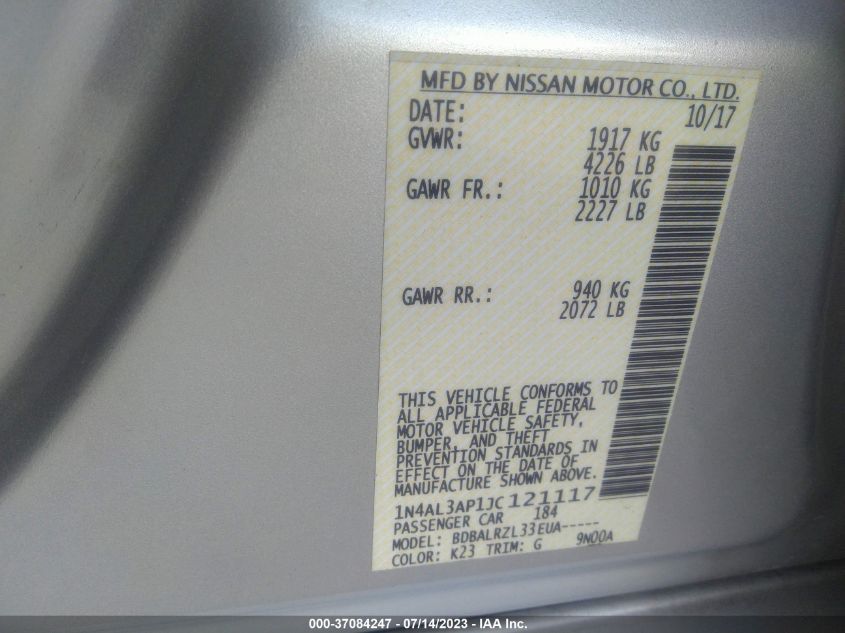 MFD BY NISSAN MOTOR CO., LTD.
DATE: 10/17
GVWR: 1917 KG
4226 LB
GAWR FR.: 1010 KG
2227 LB
GAWR RR.: 940 KG
2072 LB
THIS VEHICLE CONFORMS TO
ALL APPLICABLE FEDERAL
MOTOR VEHICLE SAFETY,
BUMPER, AND THEFT
PREVENTION STANDARDS IN
EFFECT ON THE DATE OF
MANUFACTURE SHOWN ABOVE.
1N4AL3AP1JC121117
PASSENGER CAR 184
MODEL: BDBALRZL33EUA-----
COLOR: K23 TRIM: G 9N00A
000-37084247 - 07/14/2023 - IAA Inc.